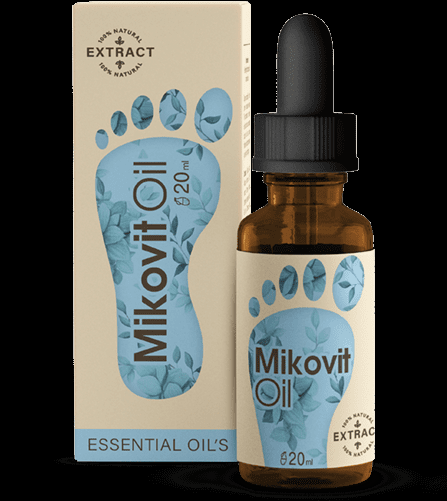 100% NATURAL
EXTRACT
100% NATURAL
Mikovit Oil
20 ml
ESSENTIAL OIL'S
Mikovit
Oil
20 ml
100% NATURAL
EXTRACT
100% NATURAL